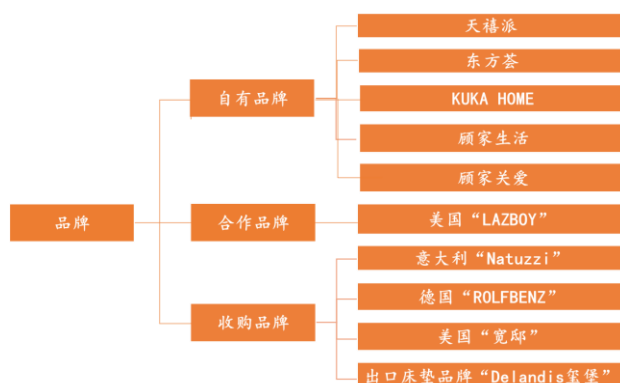 品牌
自有品牌
天禧派
东方荟
KUKA HOME
顾家生活
顾家关爱
合作品牌
美国“LAZBOY”
收购品牌
意大利“Natuzzi”
德国“ROLFBENZ”
美国“宽邸”
出口床垫品牌“Delandis玺堡”